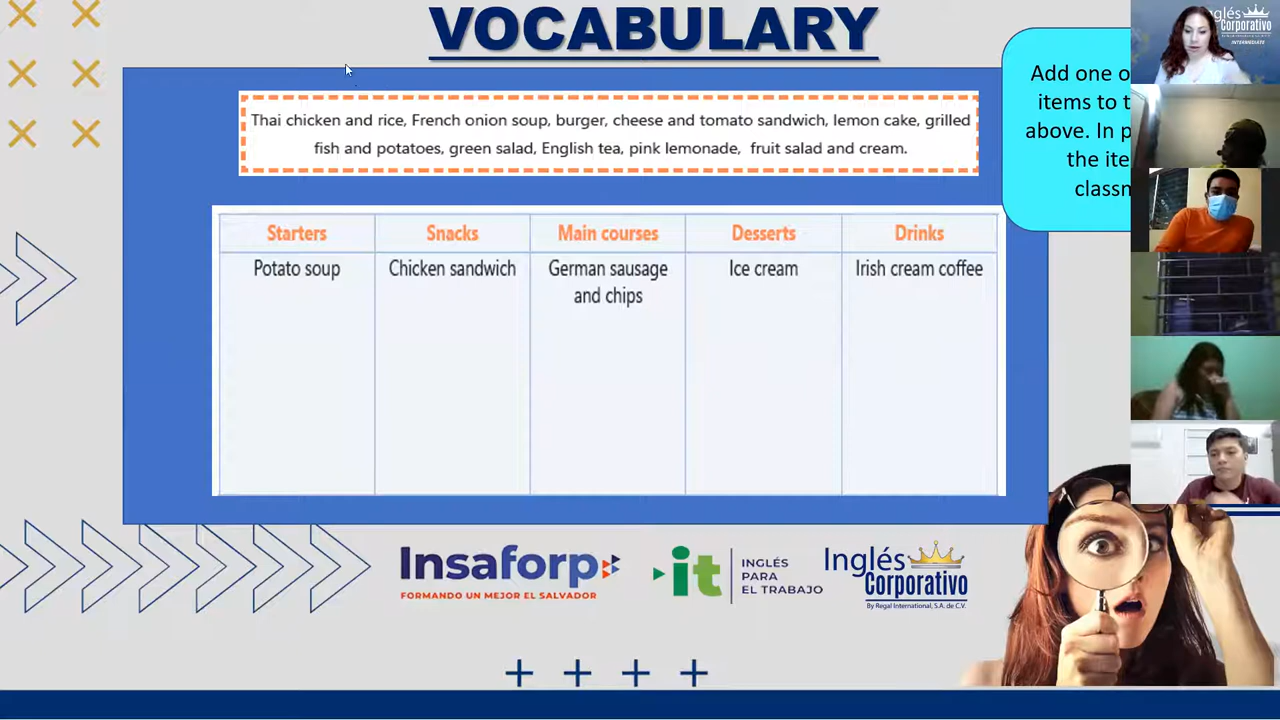 VOCABULARY
Inglés
Corporativo
INTERMEDIATE
Add one o
items to t
above. In p
the ite
classm
Thai chicken and rice, French onion soup, burger, cheese and tomato sandwich, lemon cake, grilled
fish and potatoes, green salad, English tea, pink lemonade, fruit salad and cream.
Starters Snacks Main courses Desserts Drinks
Potato soup Chicken sandwich German sausage Ice cream Irish cream coffee
and chips
Insaforp
FORMANDO UN MEJOR EL SALVADOR
it
INGLÉS
PARA
EL TRABAJO
Inglés
Corporativo
By Regal International, S.A. de C.V.